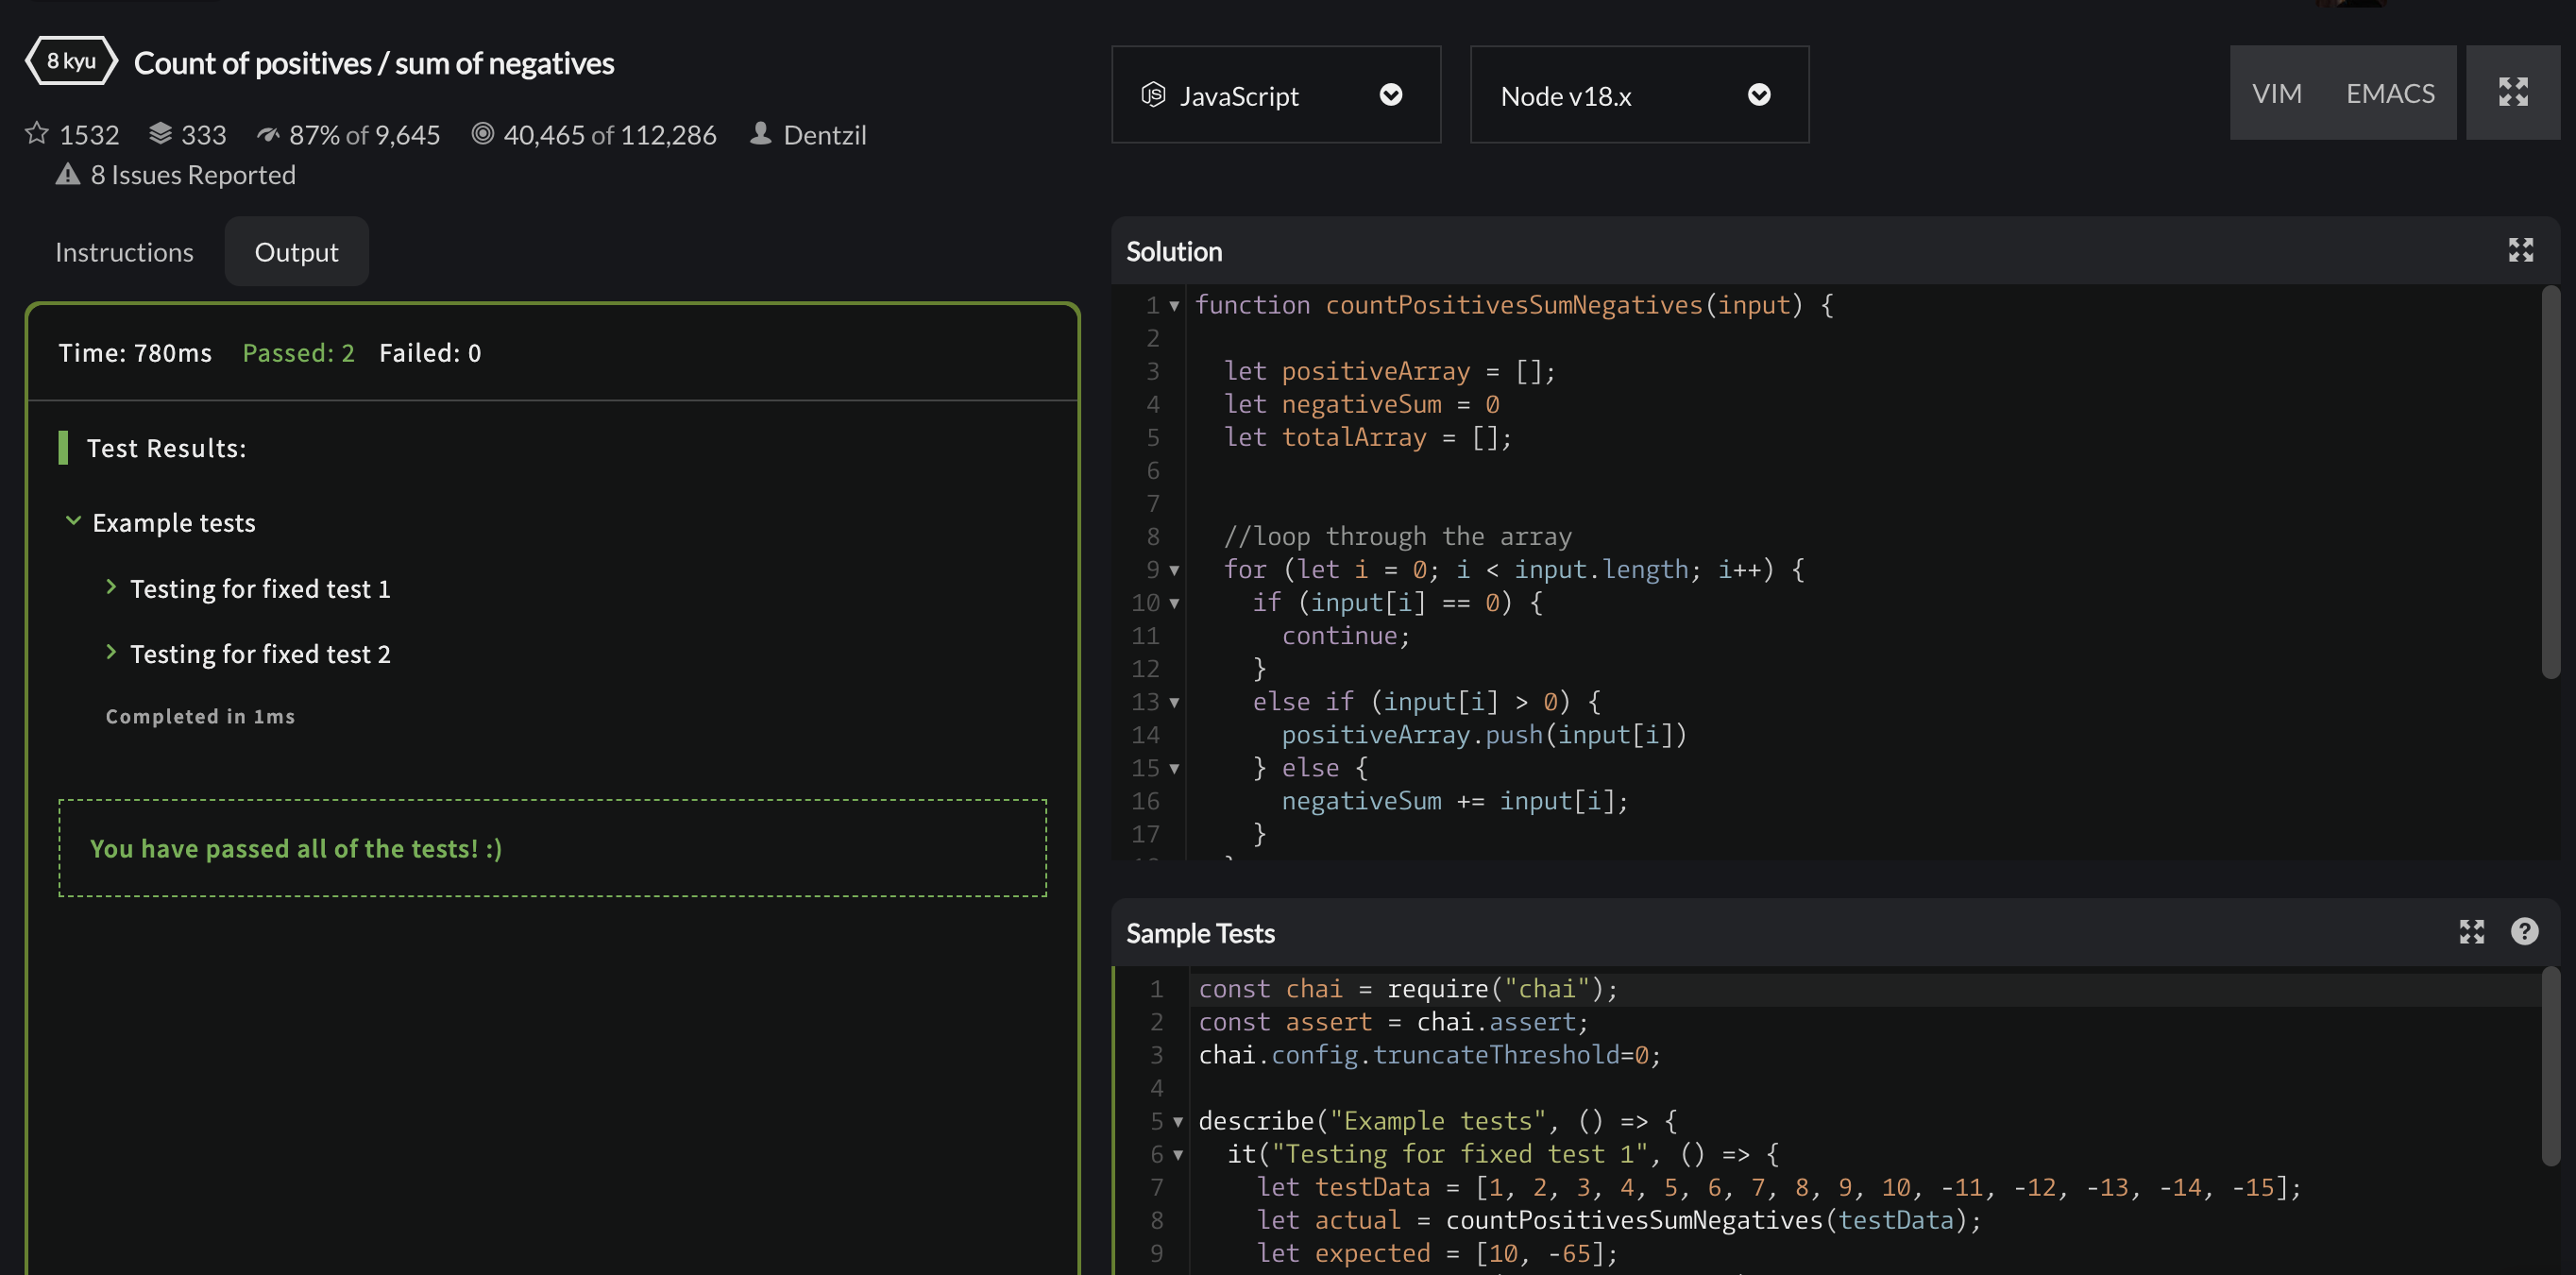 8 kyu Count of positives / sum of negatives
1532 333 87% of 9,645 40,465 of 112,286 Dentzil
8 Issues Reported
Instructions Output
Time: 780ms Passed: 2 Failed: 0
Test Results:
Example tests
Testing for fixed test 1
Testing for fixed test 2
Completed in 1ms
You have passed all of the tests! :)
JavaScript Node v18.x VIM EMACS
Solution
1 function countPositivesSumNegatives(input) {
2
3 let positiveArray = [];
4 let negativeSum = 0
5 let totalArray = [];
6
7
8 //loop through the array
9 for (let i = 0; i < input.length; i++) {
10 if (input[i] == 0) {
11 continue;
12 }
13 else if (input[i] > 0) {
14 positiveArray.push(input[i])
15 } else {
16 negativeSum += input[i];
17 }
Sample Tests
1 const chai = require("chai");
2 const assert = chai.assert;
3 chai.config.truncateThreshold=0;
4
5 describe("Example tests", () => {
6 it("Testing for fixed test 1", () => {
7 let testData = [1, 2, 3, 4, 5, 6, 7, 8, 9, 10, -11, -12, -13, -14, -15];
8 let actual = countPositivesSumNegatives(testData);
9 let expected = [10, -65];